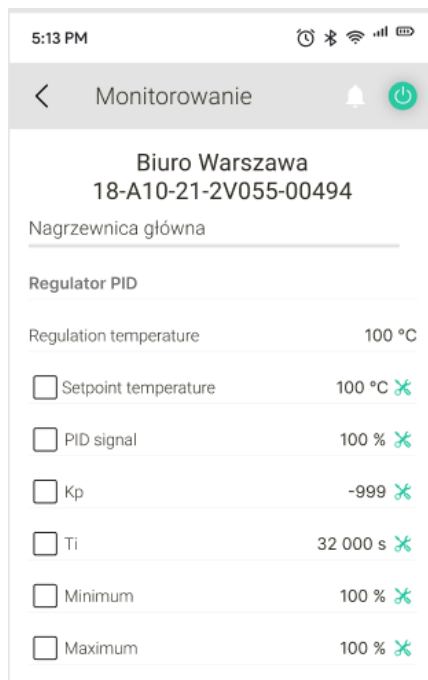 5:13 PM
Monitorowanie
Biuro Warszawa
18-A10-21-2V055-00494
Nagrzewnica główna
Regulator PID
Regulation temperature 100 °C
Setpoint temperature 100 °C
PID signal 100 %
Kp -999
Ti 32 000 s
Minimum 100 %
Maximum 100 %